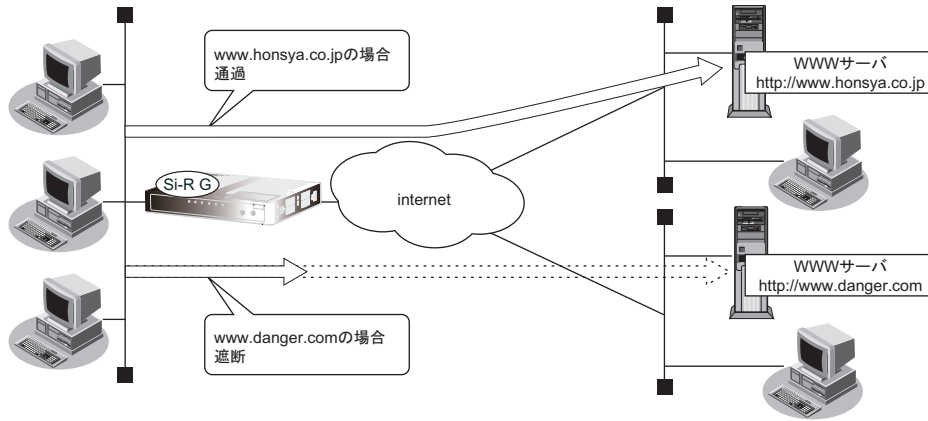 www.honsya.co.jpの場合
通過
WWWサーバ
http://www.honsya.co.jp
Si-R G
internet
WWWサーバ
http://www.danger.com
www.danger.comの場合
遮断